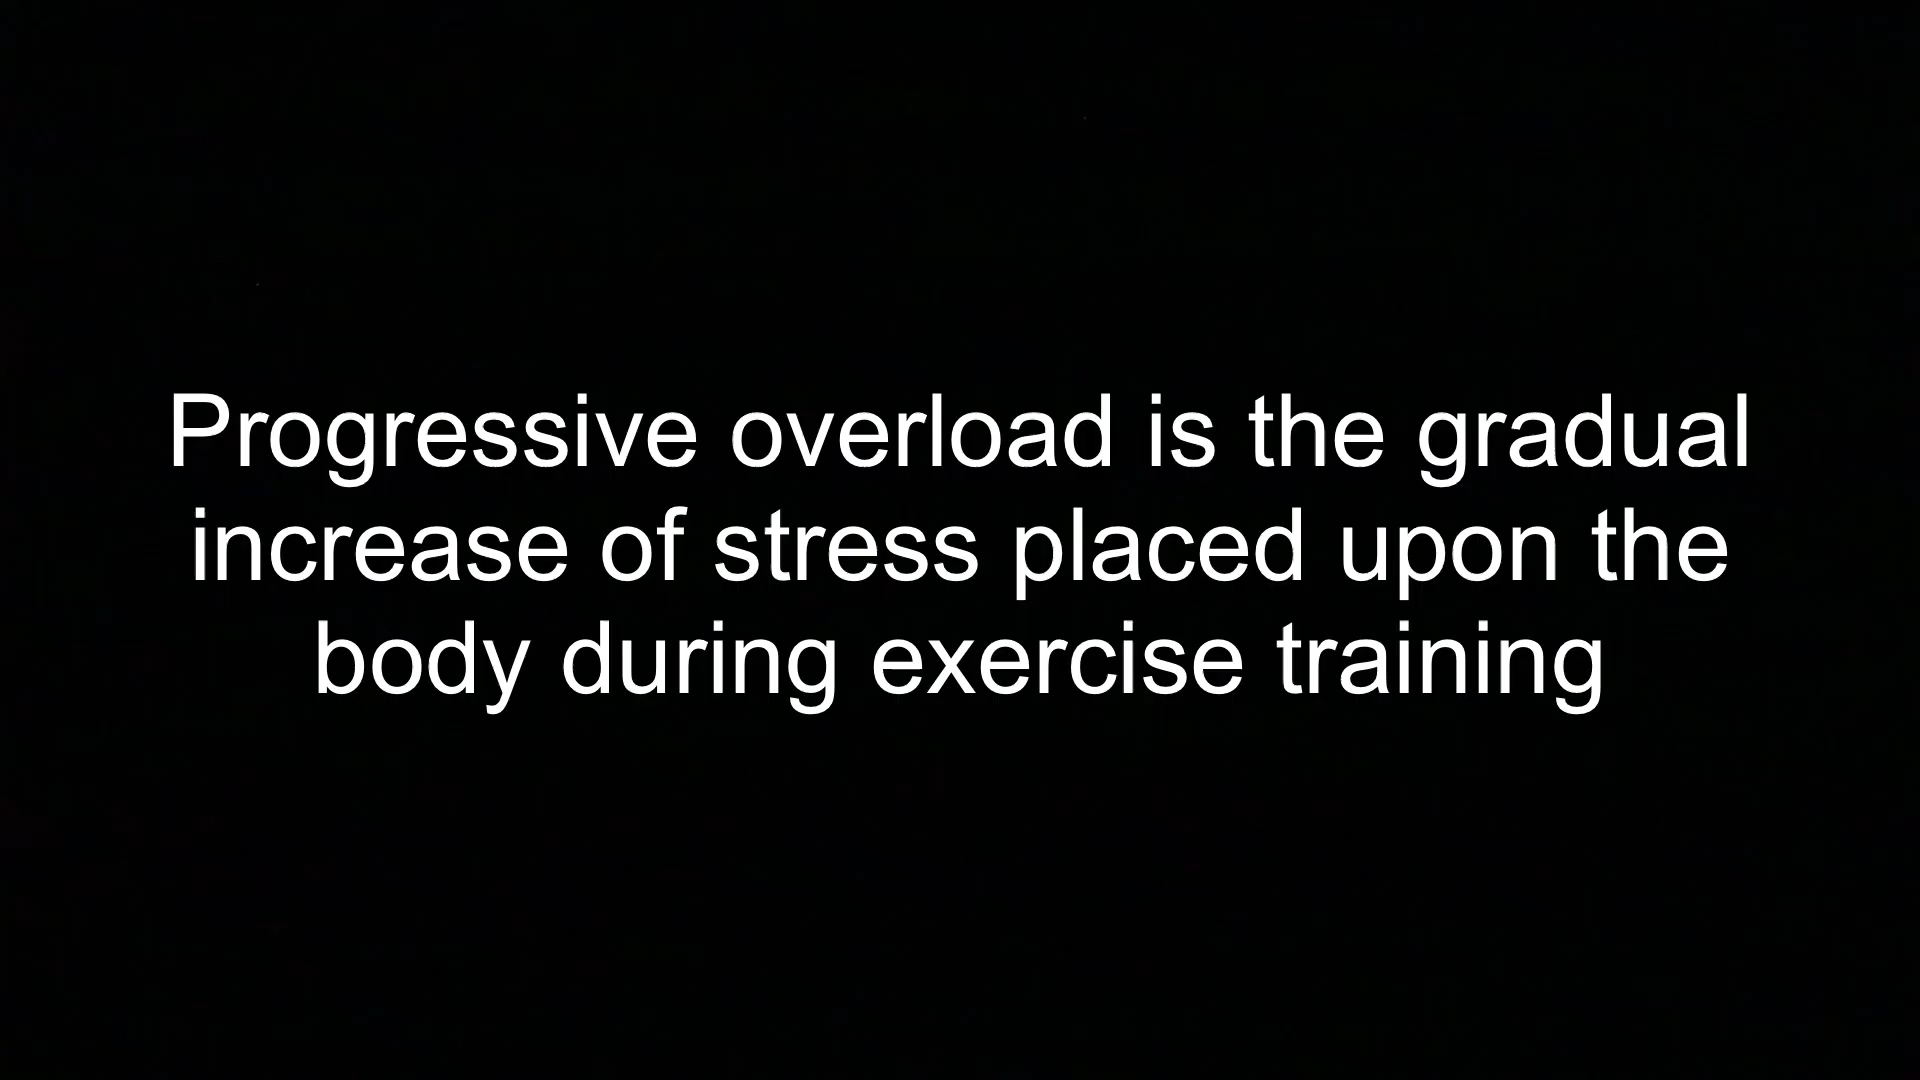 Progressive overload is the gradual
increase of stress placed upon the
body during exercise training